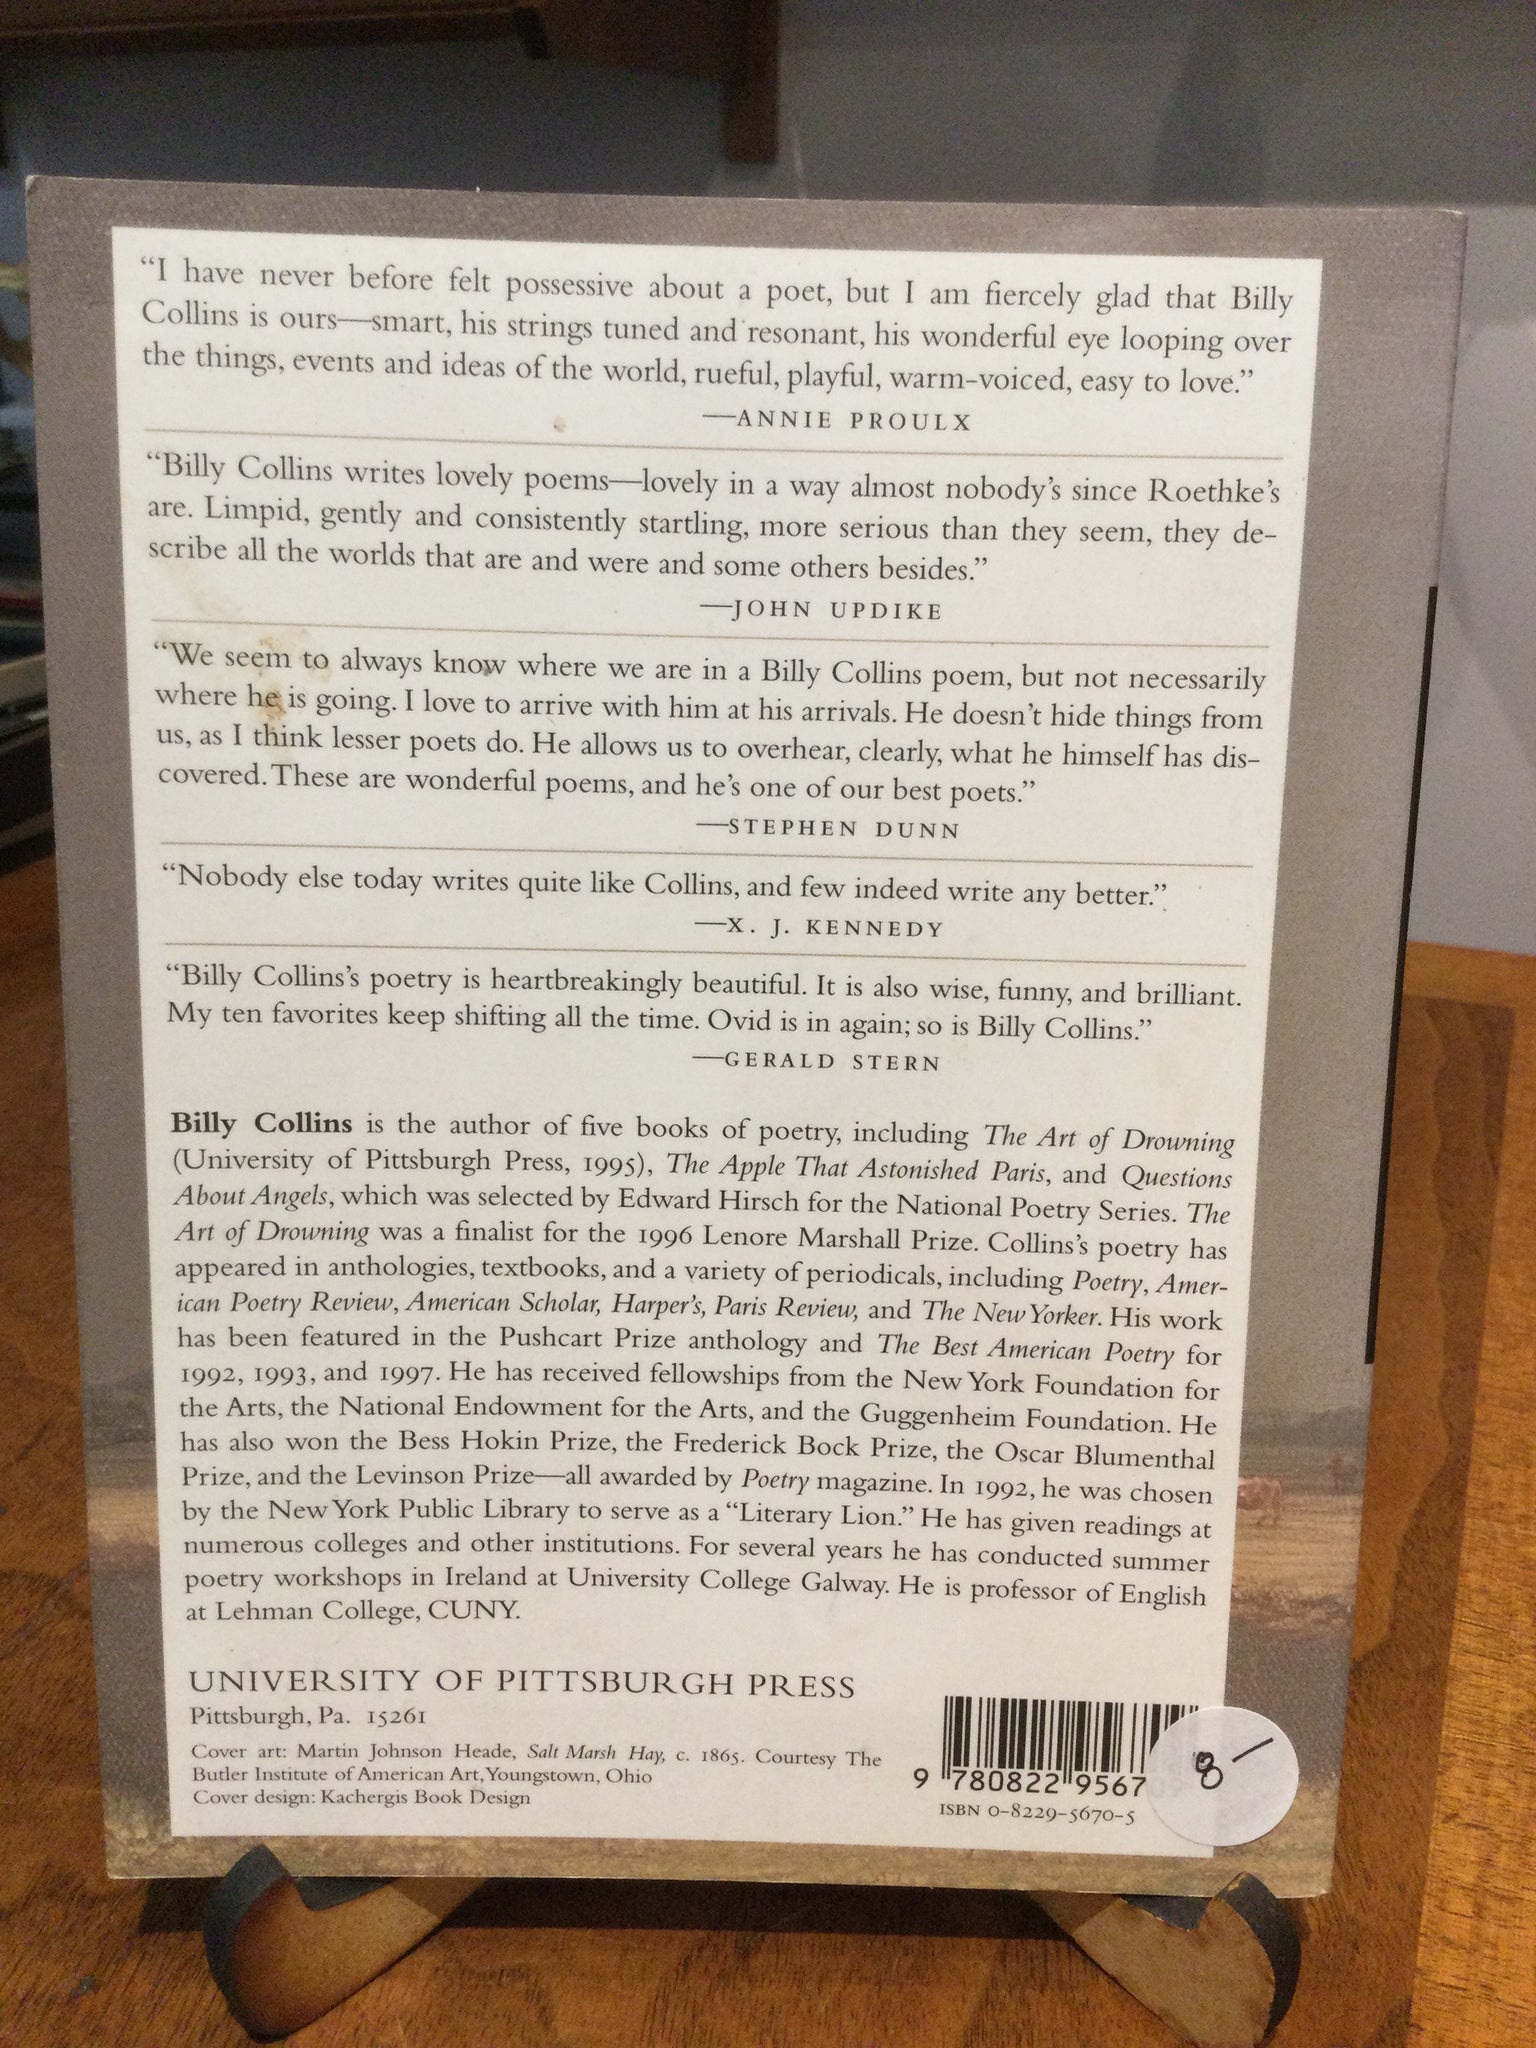 “I have never before felt possessive about a poet, but I am fiercely glad that Billy
Collins is ours—smart, his strings tuned and resonant, his wonderful eye looping over
the things, events and ideas of the world, rueful, playful, warm-voiced, easy to love.”
—ANNIE PROULX
“Billy Collins writes lovely poems—lovely in a way almost nobody’s since Roethke’s
are. Limpid, gently and consistently startling, more serious than they seem, they de-
scribe all the worlds that are and were and some others besides.”
—JOHN UPDIKE
“We seem to always know where we are in a Billy Collins poem, but not necessarily
where he is going. I love to arrive with him at his arrivals. He doesn’t hide things from
us, as I think lesser poets do. He allows us to overhear, clearly, what he himself has dis-
covered. These are wonderful poems, and he’s one of our best poets.”
—STEPHEN DUNN
“Nobody else today writes quite like Collins, and few indeed write any better.”
—X. J. KENNEDY
“Billy Collins’s poetry is heartbreakingly beautiful. It is also wise, funny, and brilliant.
My ten favorites keep shifting all the time. Ovid is in again; so is Billy Collins.”
—GERALD STERN
Billy Collins is the author of five books of poetry, including The Art of Drowning
(University of Pittsburgh Press, 1995), The Apple That Astonished Paris, and Questions
About Angels, which was selected by Edward Hirsch for the National Poetry Series. The
Art of Drowning was a finalist for the 1996 Lenore Marshall Prize. Collins’s poetry has
appeared in anthologies, textbooks, and a variety of periodicals, including Poetry, Amer-
ican Poetry Review, American Scholar, Harper’s, Paris Review, and The New Yorker. His work
has been featured in the Pushcart Prize anthology and The Best American Poetry for
1992, 1993, and 1997. He has received fellowships from the New York Foundation for
the Arts, the National Endowment for the Arts, and the Guggenheim Foundation. He
has also won the Bess Hokin Prize, the Frederick Bock Prize, the Oscar Blumenthal
Prize, and the Levinson Prize—all awarded by Poetry magazine. In 1992, he was chosen
by the New York Public Library to serve as a “Literary Lion.” He has given readings at
numerous colleges and other institutions. For several years he has conducted summer
poetry workshops in Ireland at University College Galway. He is professor of English
at Lehman College, CUNY.
UNIVERSITY OF PITTSBURGH PRESS
Pittsburgh, Pa. 15261
Cover art: Martin Johnson Heade, Salt Marsh Hay, c. 1865. Courtesy The
Butler Institute of American Art, Youngstown, Ohio
Cover design: Kachergis Book Design
9 780822 9567
ISBN 0-8229-5670-5
8—